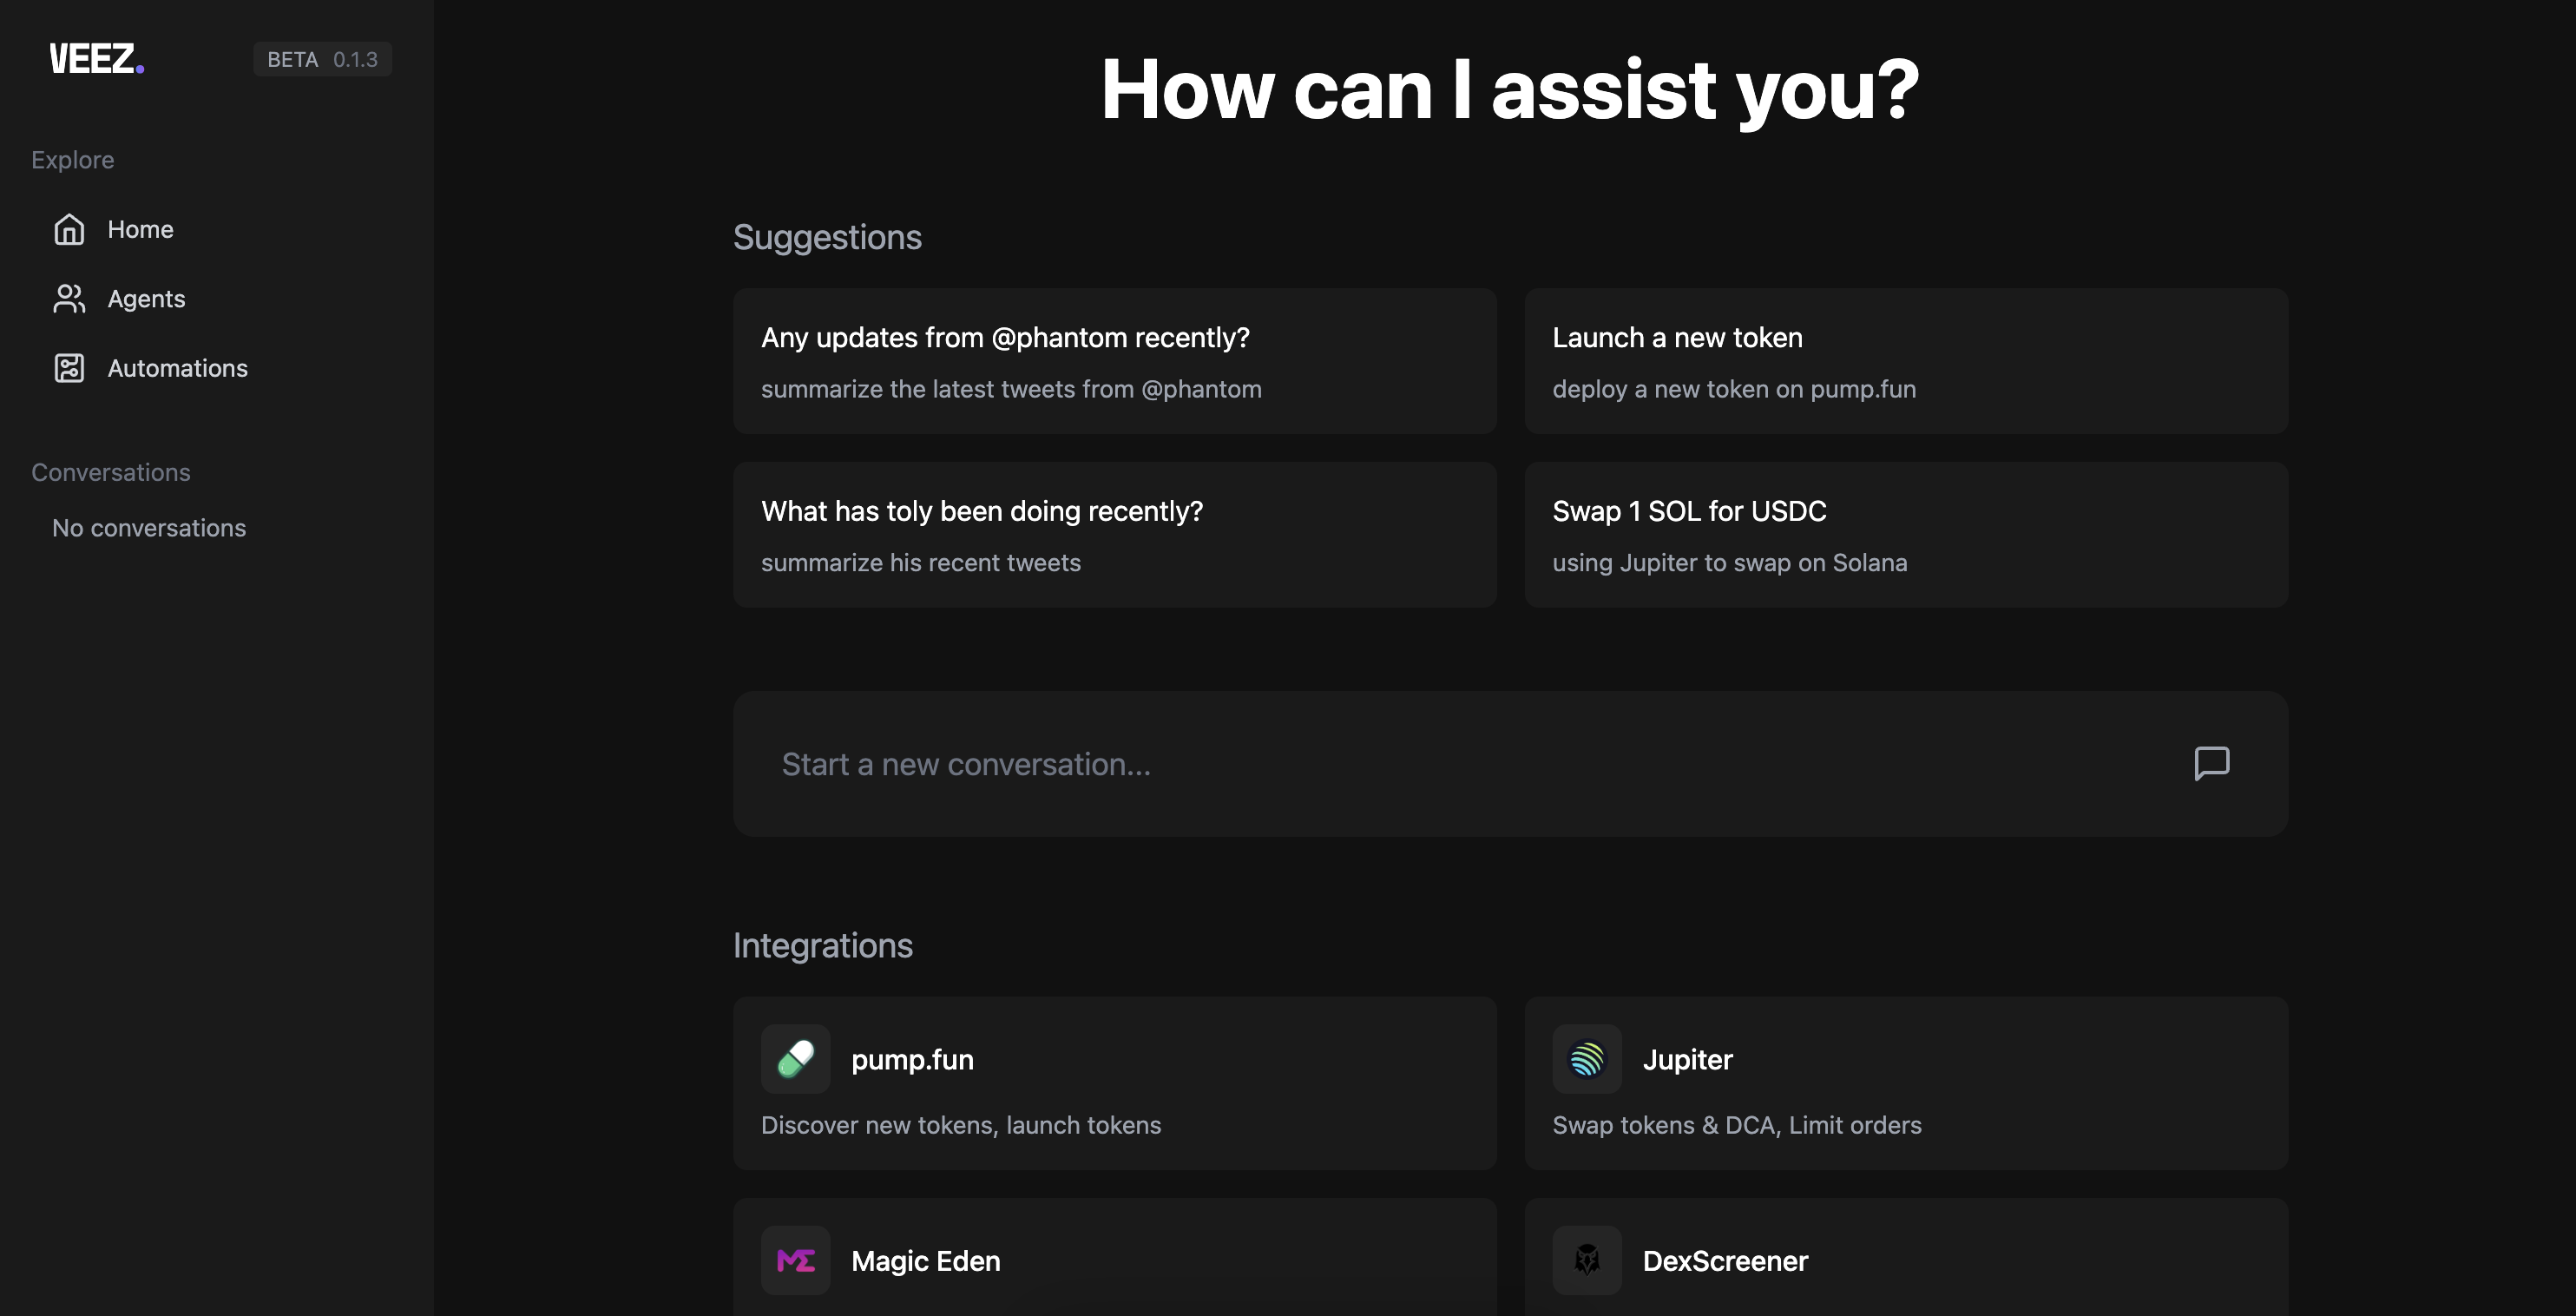 VEEZ.
BETA 0.1.3
Explore
Home
Agents
Automations
Conversations
No conversations
How can I assist you?
Suggestions
Any updates from @phantom recently?
summarize the latest tweets from @phantom
Launch a new token
deploy a new token on pump.fun
What has toly been doing recently?
summarize his recent tweets
Swap 1 SOL for USDC
using Jupiter to swap on Solana
Start a new conversation...
Integrations
pump.fun
Discover new tokens, launch tokens
Jupiter
Swap tokens & DCA, Limit orders
ME
Magic Eden
DexScreener